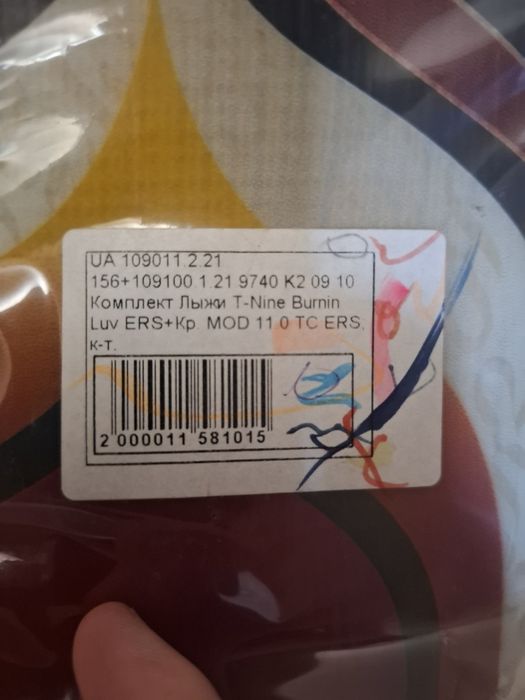 UA 109011.2.21
156+109100.1.21 9740 K2 09 10
Комплект Лыжи T-Nine Burnin
Luv ERS+Кр. MOD 11.0 TC ERS,
к-т.
2 000011 581015